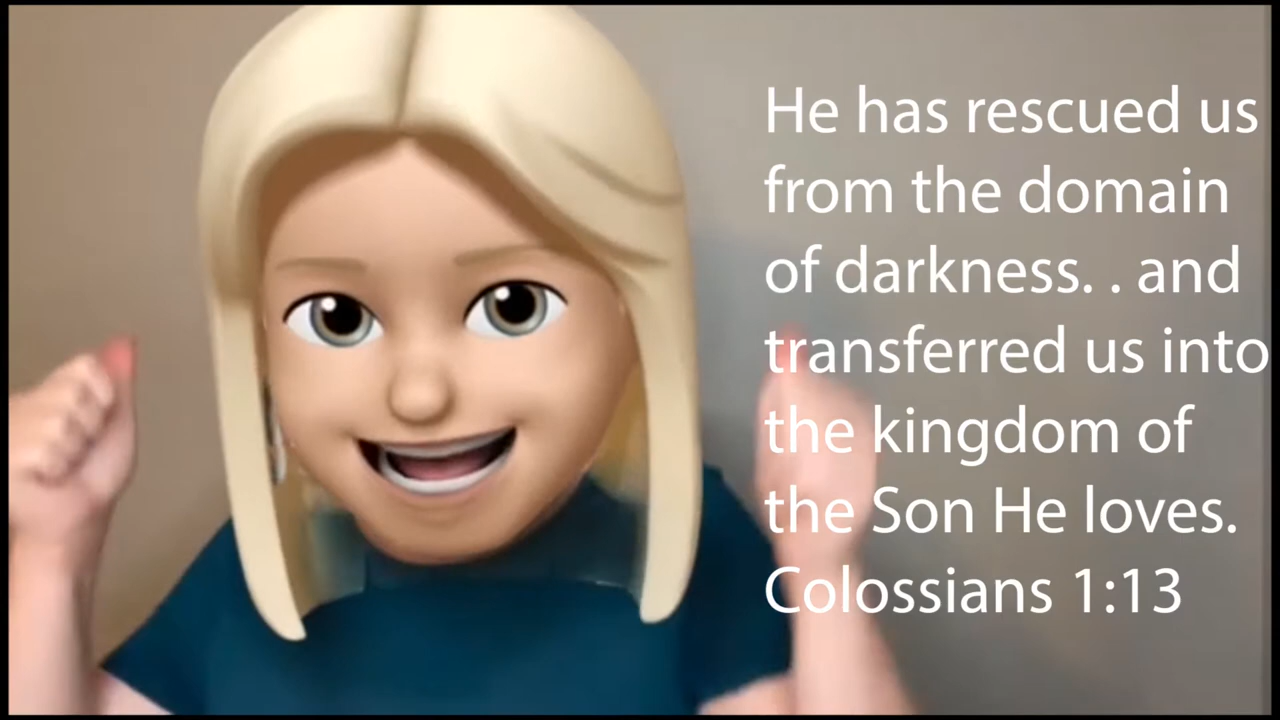 He has rescued us
from the domain
of darkness. . and
transferred us into
the kingdom of
the Son He loves.
Colossians 1:13